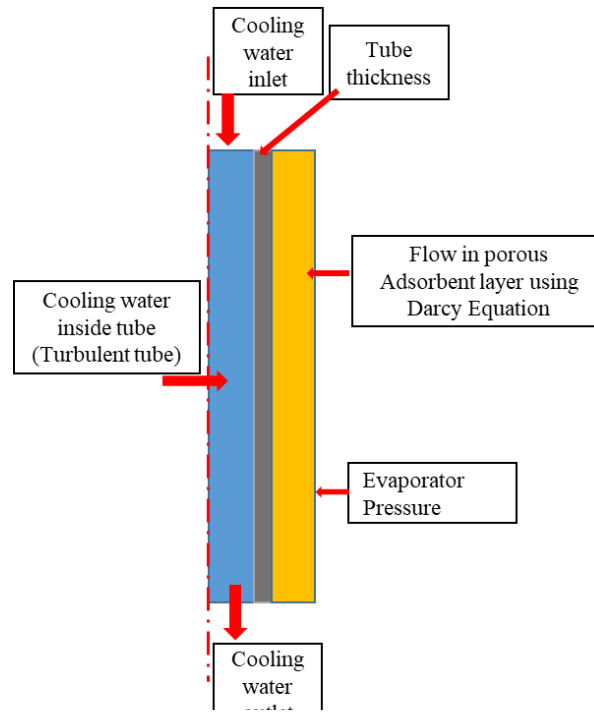 Cooling
water
inlet
Tube
thickness
Flow in porous
Adsorbent layer using
Darcy Equation
Cooling water
inside tube
(Turbulent tube)
Evaporator
Pressure
Cooling
water
outlet